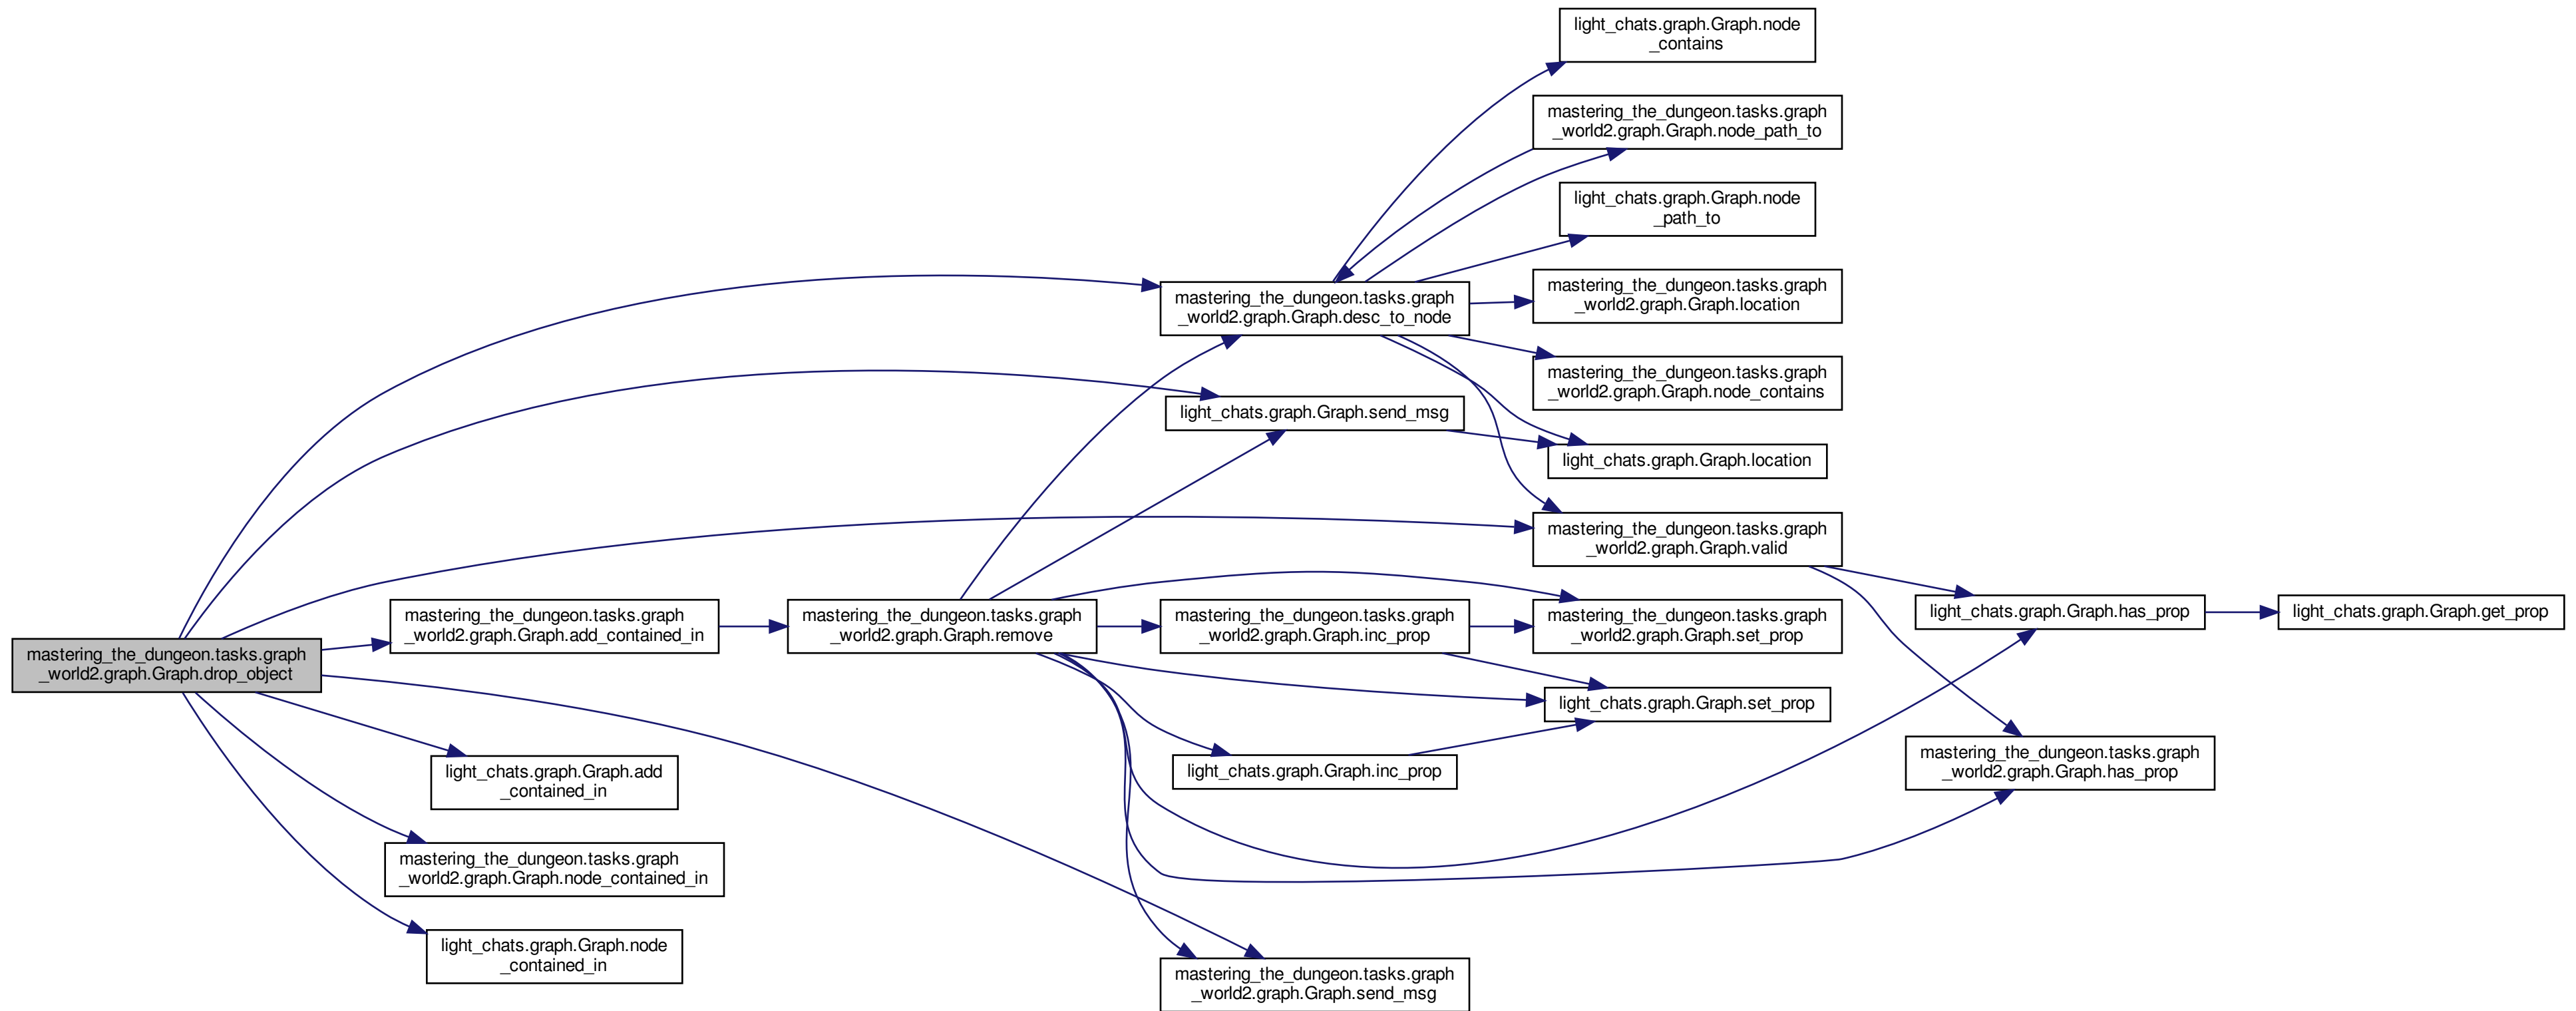 light_chats.graph.Graph.node
_contains
mastering_the_dungeon.tasks.graph
_world2.graph.Graph.node_path_to
light_chats.graph.Graph.node
_path_to
mastering_the_dungeon.tasks.graph
_world2.graph.Graph.location
mastering_the_dungeon.tasks.graph
_world2.graph.Graph.desc_to_node
mastering_the_dungeon.tasks.graph
_world2.graph.Graph.node_contains
light_chats.graph.Graph.send_msg
light_chats.graph.Graph.location
mastering_the_dungeon.tasks.graph
_world2.graph.Graph.valid
mastering_the_dungeon.tasks.graph
_world2.graph.Graph.drop_object
mastering_the_dungeon.tasks.graph
_world2.graph.Graph.add_contained_in
mastering_the_dungeon.tasks.graph
_world2.graph.Graph.remove
mastering_the_dungeon.tasks.graph
_world2.graph.Graph.inc_prop
mastering_the_dungeon.tasks.graph
_world2.graph.Graph.set_prop
light_chats.graph.Graph.has_prop
light_chats.graph.Graph.get_prop
light_chats.graph.Graph.set_prop
light_chats.graph.Graph.inc_prop
mastering_the_dungeon.tasks.graph
_world2.graph.Graph.has_prop
light_chats.graph.Graph.add
_contained_in
mastering_the_dungeon.tasks.graph
_world2.graph.Graph.node_contained_in
light_chats.graph.Graph.node
_contained_in
mastering_the_dungeon.tasks.graph
_world2.graph.Graph.send_msg